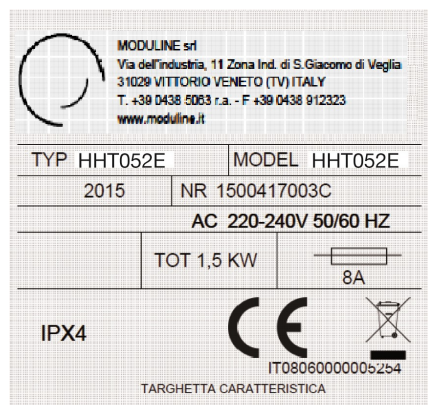 MODULINE srl
Via dell'industria, 11 Zona Ind. di S.Giacomo di Veglia
31029 VITTORIO VENETO (TV) ITALY
T. +39 0438 5063 r.a. - F +39 0438 912323
www.moduline.it
TYP HHT052E MODEL HHT052E
2015 NR 1500417003C
AC 220-240V 50/60 HZ
TOT 1,5 KW
8A
IPX4
CE
IT08060000005254
TARGHETTA CARATTERISTICA